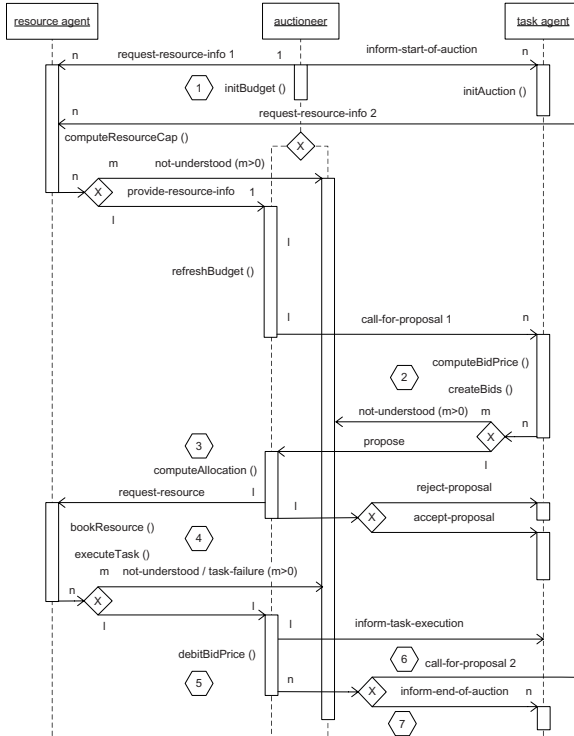 resource agent auctioneer task agent
n request-resource-info 1 1 inform-start-of-auction n
1 initBudget () initAuction ()
n request-resource-info 2
computeResourceCap ()
X
m not-understood (m>0)
n X provide-resource-info 1
l
l
refreshBudget ()
l call-for-proposal 1 n
computeBidPrice ()
2
createBids ()
not-understood (m>0) m
X n
3 propose
l
computeAllocation ()
request-resource l reject-proposal
l X
bookResource () accept-proposal
4
executeTask ()
m not-understood / task-failure (m>0)
n X
l l l
inform-task-execution
debitBidPrice () 6 call-for-proposal 2
5 n X inform-end-of-auction n
7